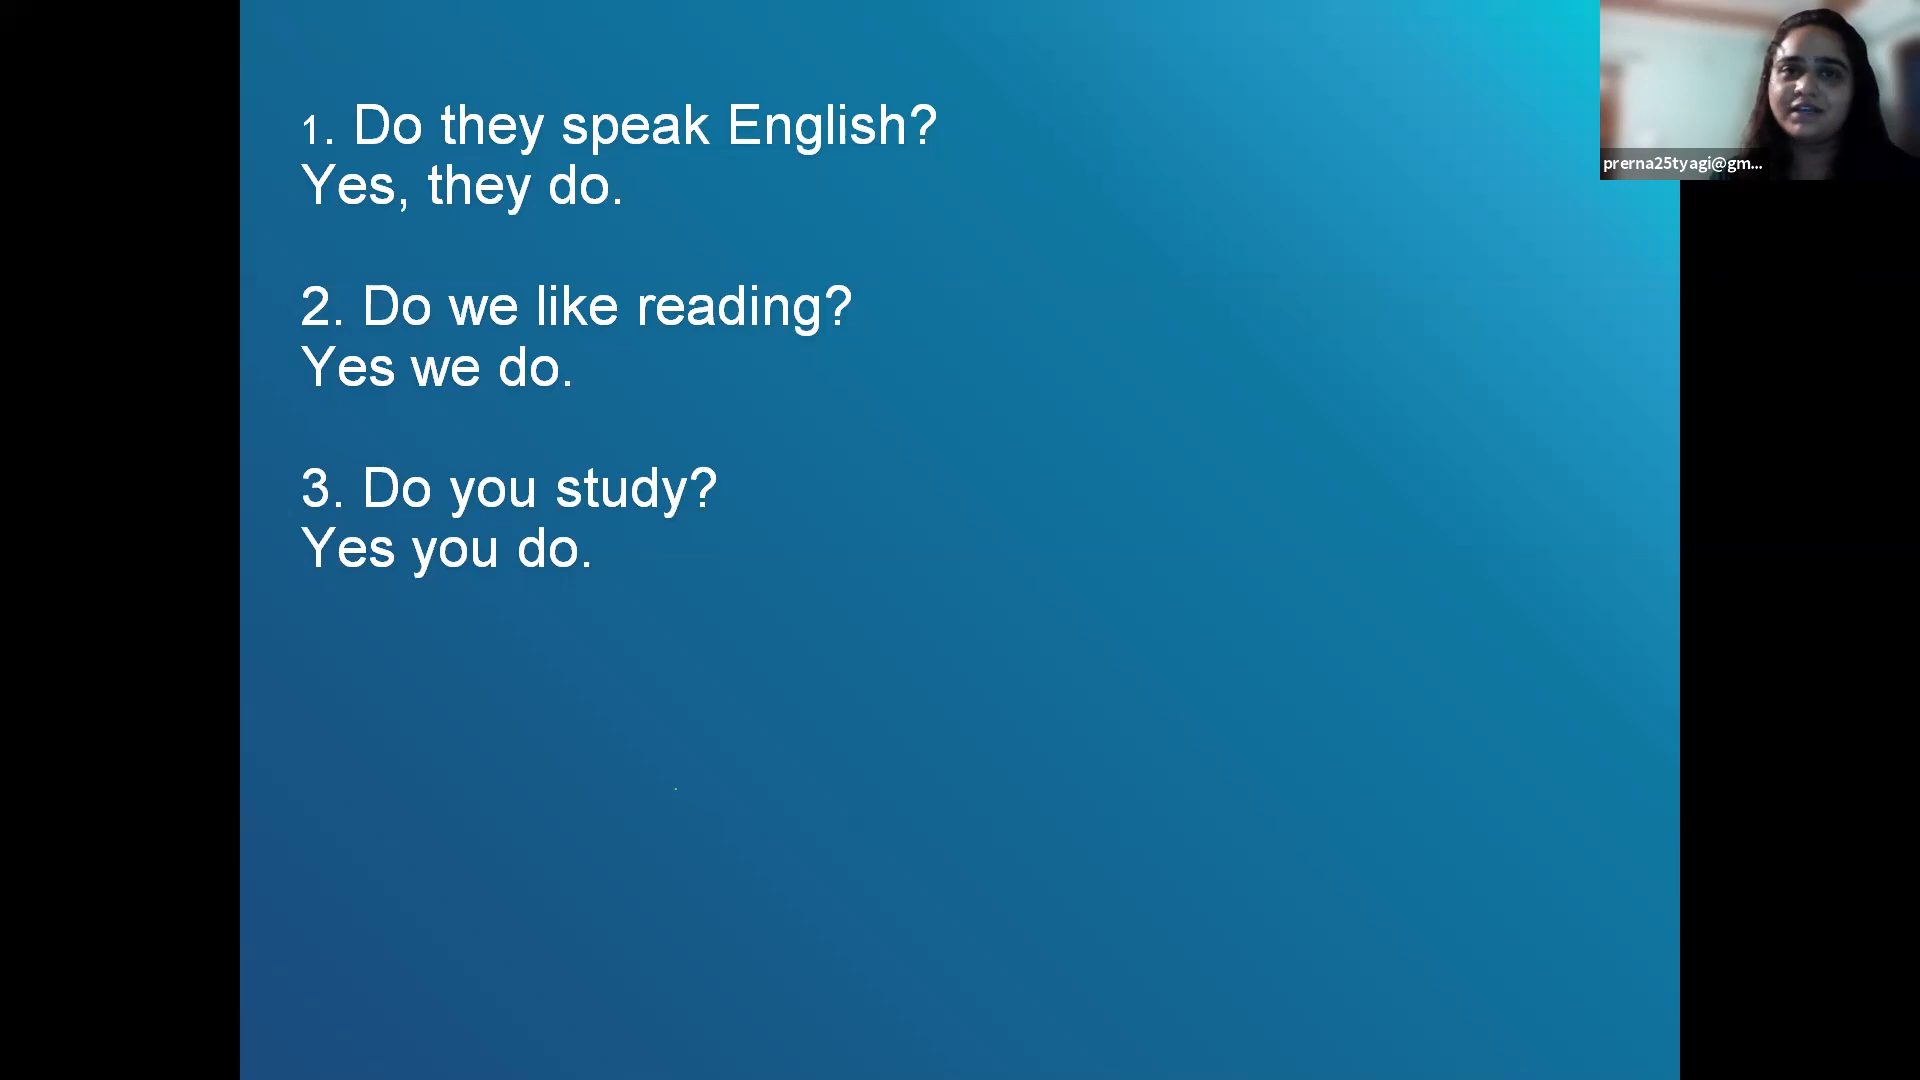 1. Do they speak English?
Yes, they do.
2. Do we like reading?
Yes we do.
3. Do you study?
Yes you do.
prerna25tyagi@gm...